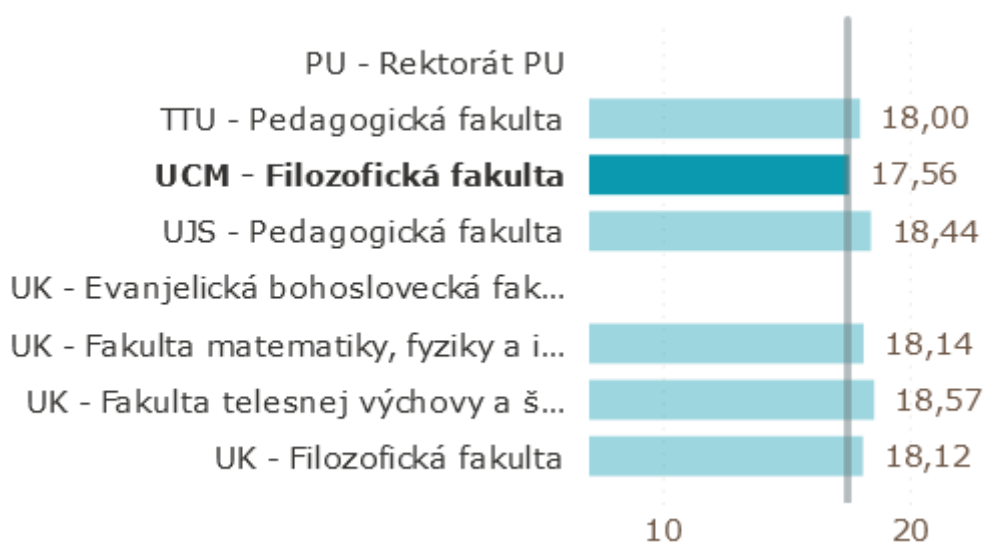 PU - Rektorát PU
TTU - Pedagogická fakulta 18,00
UCM - Filozofická fakulta 17,56
UJS - Pedagogická fakulta 18,44
UK - Evanjelická bohoslovecká fak...
UK - Fakulta matematiky, fyziky a i... 18,14
UK - Fakulta telesnej výchovy a š... 18,57
UK - Filozofická fakulta 18,12
10 20